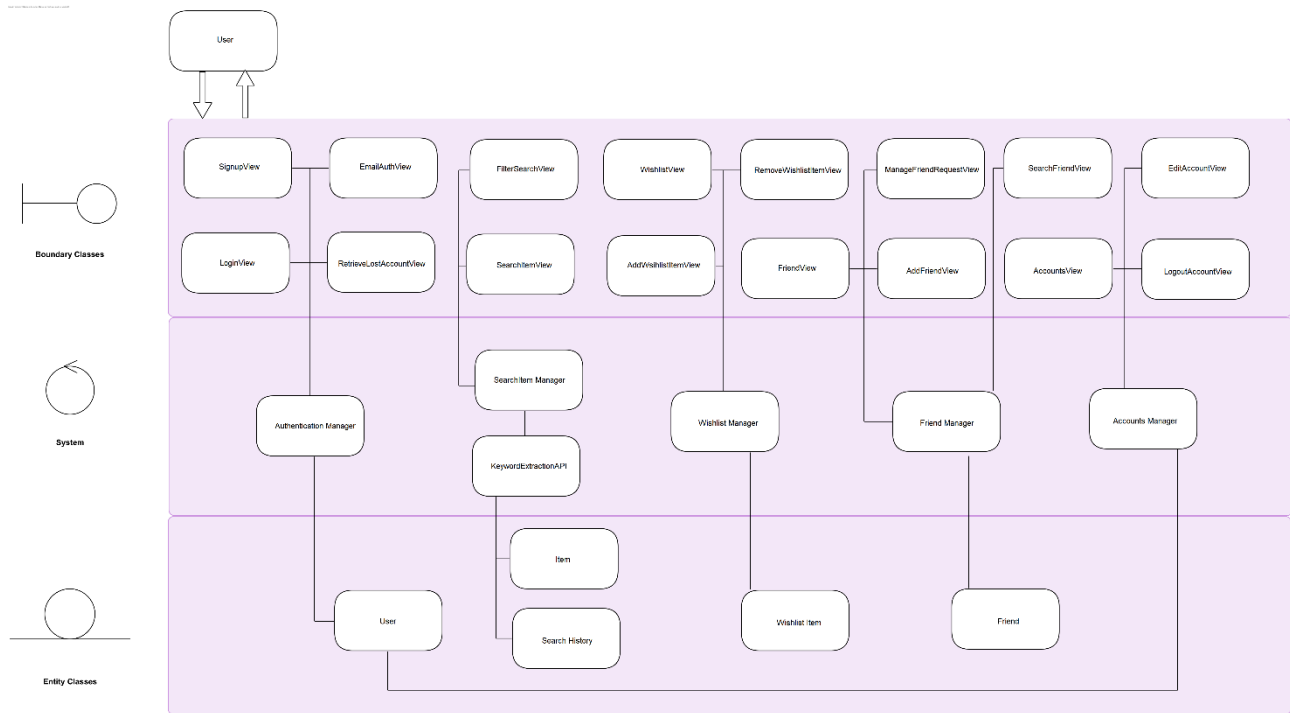 User
SignupView
EmailAuthView
FilterSearchView
WishlistView
RemoveWishlistItemView
ManageFriendRequestView
SearchFriendView
EditAccountView
Boundary Classes
LoginView
RetrieveLostAccountView
SearchItemView
AddWsihlistItemView
FriendView
AddFriendView
AccountsView
LogoutAccountView
System
SearchItem Manager
Authentication Manager
Wishlist Manager
Friend Manager
Accounts Manager
KeywordExtractionAPI
Item
Entity Classes
User
Search History
Wishlist Item
Friend